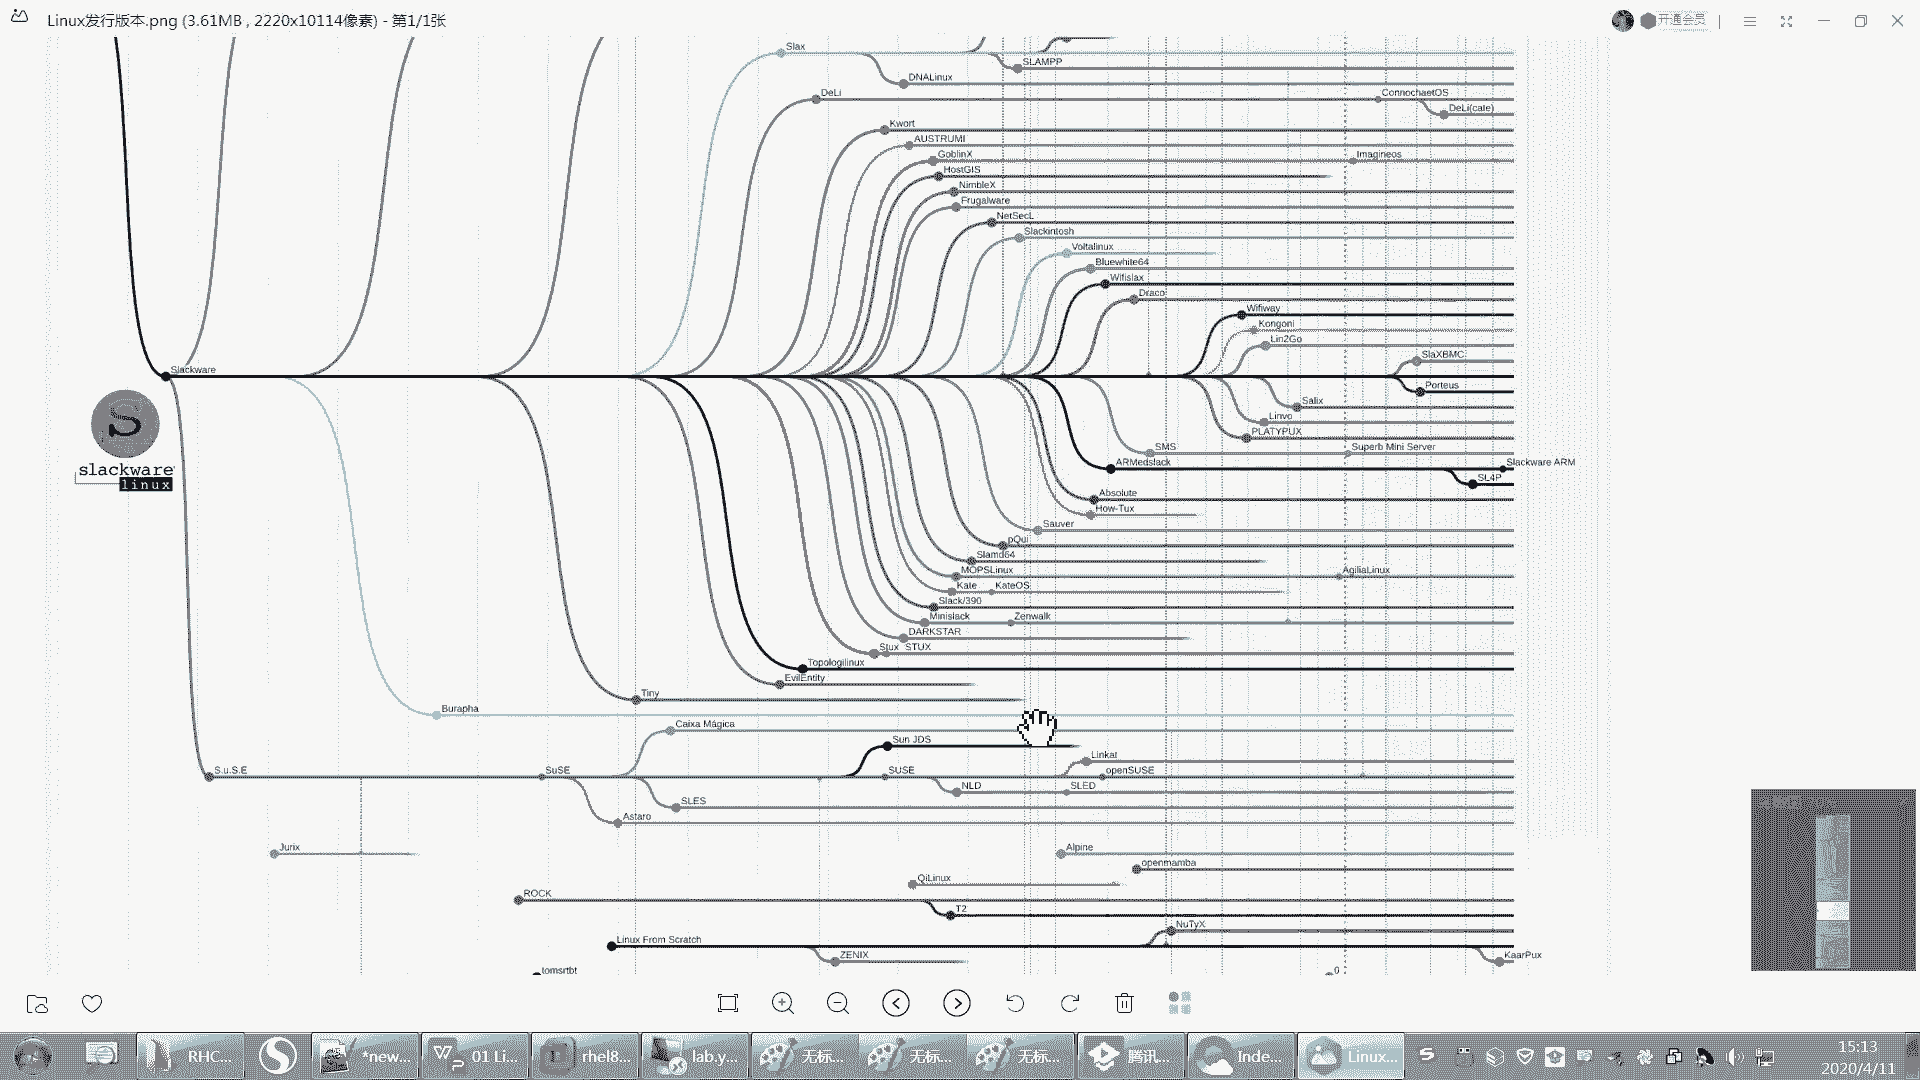 Linux发行版本.png (3.61MB , 2220x10114像素) - 第1/1张
开通会员
Slax
SLAMPP
DNALinux
DeLi
ConnochaetOS
DeLi(cate)
Kwort
AUSTRUMI
GoblinX
Imagineos
HostGIS
NimbleX
Frugalware
NetSecL
Slackintosh
Voltalinux
Bluewhite64
Wifislax
Draco
Wifiway
Kongoni
Lin2Go
SlaXBMC
Slackware
Porteus
Salix
Linvo
PLATYPUX
SMS
Superb Mini Server
ARMedslack
Slackware ARM
slackware
linux
SL4P
Absolute
How-Tux
Sauver
pQui
Slamd64
MOPSLinux
AgiliaLinux
Kate
KateOS
Slack/390
Minislack
Zenwalk
DARKSTAR
Stux
STUX
Topologilinux
EvilEntity
Tiny
Burapha
Caixa Mágica
Sun JDS
Linkat
S.u.S.E
SuSE
SUSE
openSUSE
NLD
SLED
SLES
Astaro
Jurix
Alpine
openmamba
QiLinux
ROCK
T2
NuTyX
Linux From Scratch
ZENIX
KaarPux
tomsrtbt
RHC...
*new...
01 Li...
rhel8...
lab.y...
无标...
无标...
无标...
腾讯...
Inde...
Linux...
15:13
2020/4/11